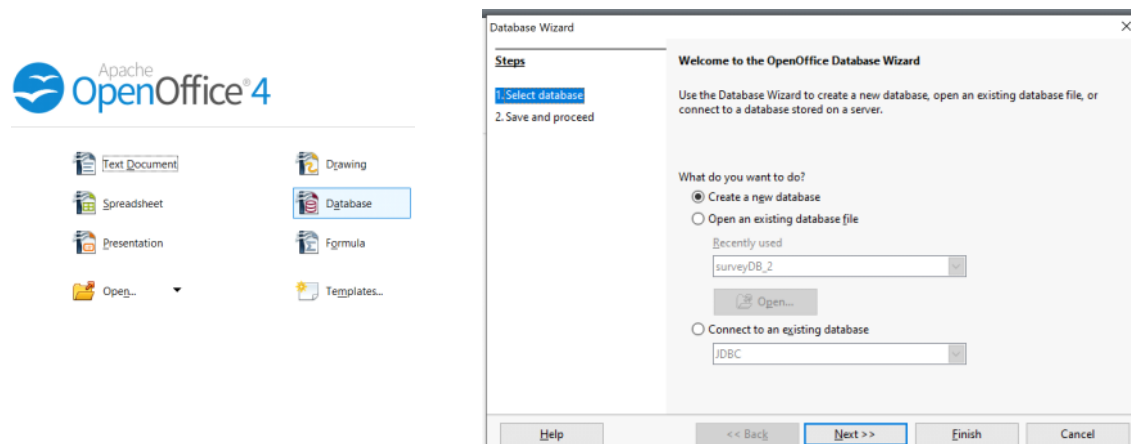 Apache
OpenOffice® 4
Text Document
Drawing
Spreadsheet
Database
Presentation
Formula
Open...
Templates...
Database Wizard
Steps
1. Select database
2. Save and proceed
Welcome to the OpenOffice Database Wizard
Use the Database Wizard to create a new database, open an existing database file, or
connect to a database stored on a server.
What do you want to do?
Create a new database
Open an existing database file
Recently used
surveyDB_2
Open...
Connect to an existing database
JDBC
Help
<< Back
Next >>
Finish
Cancel